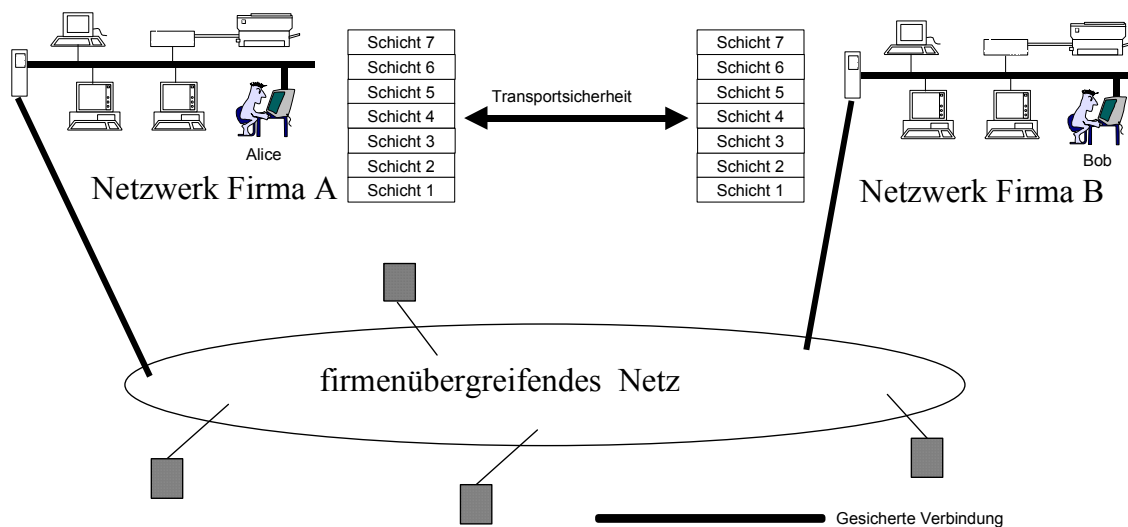 Schicht 7
Schicht 6
Schicht 5
Schicht 4
Schicht 3
Schicht 2
Schicht 1
Transportsicherheit
Schicht 7
Schicht 6
Schicht 5
Schicht 4
Schicht 3
Schicht 2
Schicht 1
Alice
Bob
Netzwerk Firma A
Netzwerk Firma B
firmenübergreifendes Netz
Gesicherte Verbindung